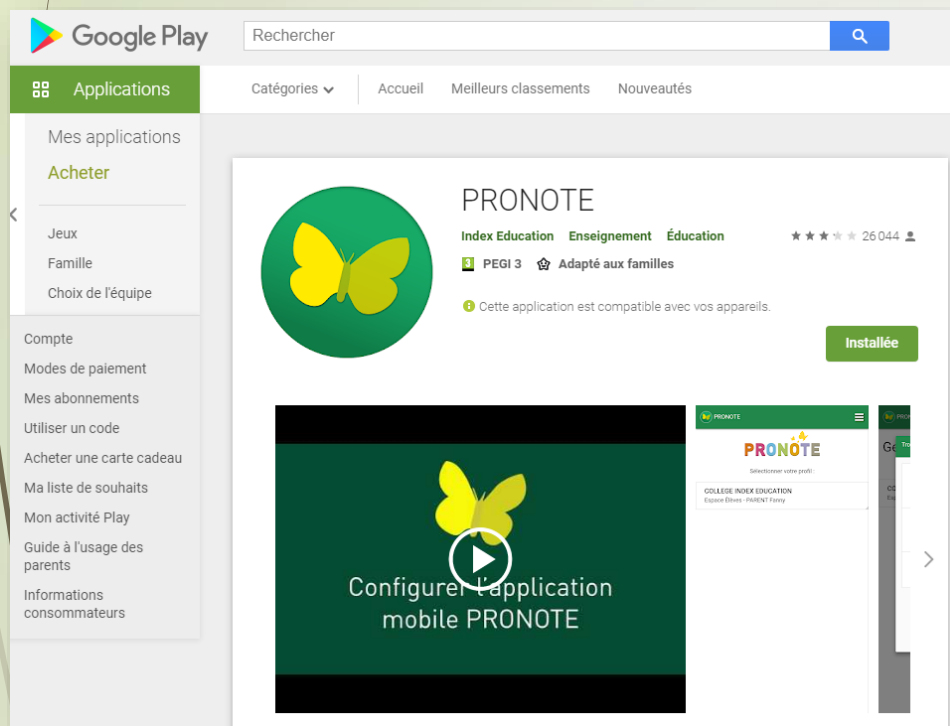 Google Play
Rechercher
Applications
Catégories
Accueil
Meilleurs classements
Nouveautés
Mes applications
Acheter
Jeux
Famille
Choix de l'équipe
Compte
Modes de paiement
Mes abonnements
Utiliser un code
Acheter une carte cadeau
Ma liste de souhaits
Mon activité Play
Guide à l'usage des
parents
Informations
consommateurs
PRONOTE
Index Education Enseignement Éducation 26 044
3 PEGI 3 Adapté aux familles
Cette application est compatible avec vos appareils.
Installée
Configurer l'application
mobile PRONOTE
PRONOTE
PRONOTE
Sélectionner votre profil :
COLLEGE INDEX EDUCATION
Espace Élèves - PARENT Fanny